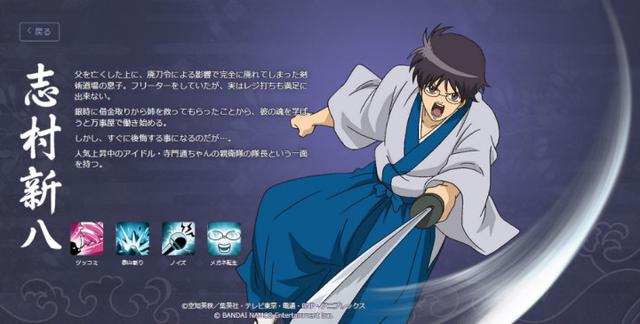 戻る
志村新八
父を亡くした上に、廃刀令による影響で完全に廃れてしまった剣
術道場の息子。フリーターをしていたが、実はレジ打ちも満足に
出来ない。
銀時に借金取りから姉を救ってもらったことから、彼の魂を学ぼ
うと万事屋で働き始める。
しかし、すぐに後悔する事になるのだが…。
人気上昇中のアイドル・寺門通ちゃんの親衛隊の隊長という一面
を持つ。
ツッコミ
ノイズ
メガネ転生
©空知英秋／集英社・テレビ東京・電通・BNP・アニプレックス
© BANDAI NAMCO Entertainment Inc.